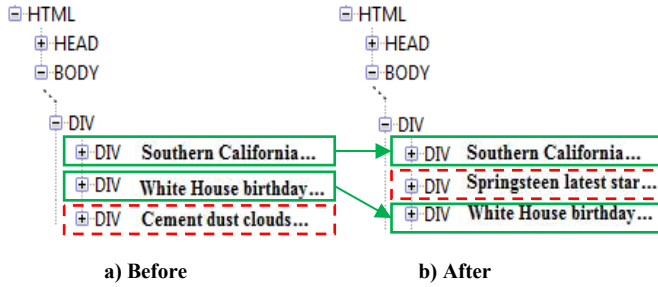 HTML
HEAD
BODY
DIV
DIV Southern California...
DIV White House birthday...
DIV Cement dust clouds...
a) Before
HTML
HEAD
BODY
DIV
DIV Southern California...
DIV Springsteen latest star...
DIV White House birthday...
b) After